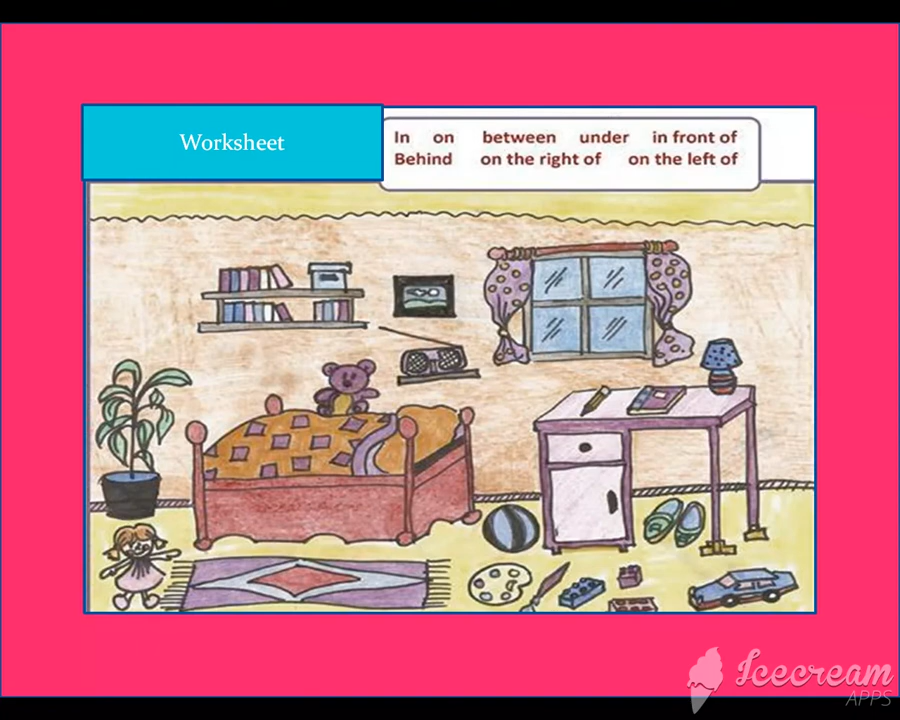 Worksheet
In on between under in front of
Behind on the right of on the left of
Icecream
APPS